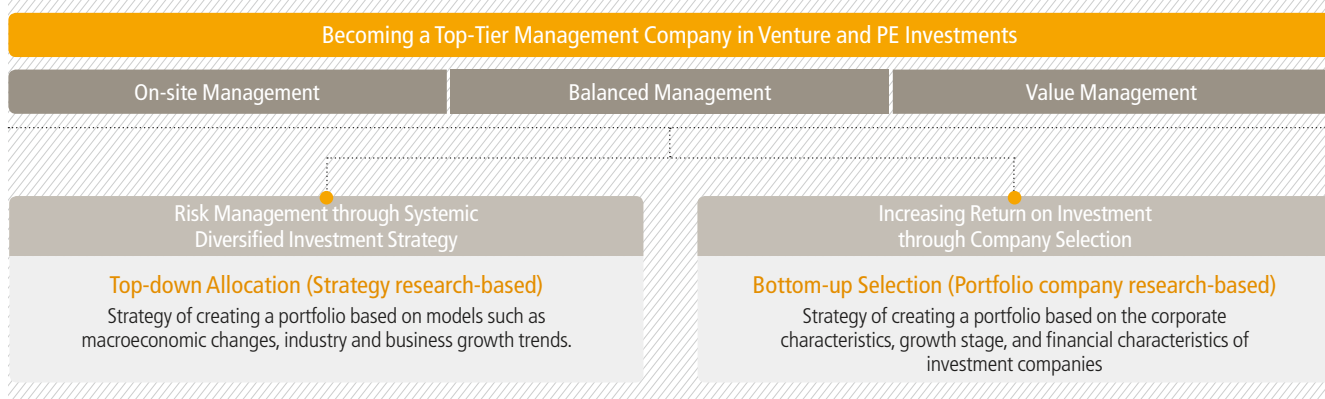 Becoming a Top-Tier Management Company in Venture and PE Investments
On-site Management
Balanced Management
Value Management
Risk Management through Systemic
Diversified Investment Strategy
Top-down Allocation (Strategy research-based)
Strategy of creating a portfolio based on models such as
macroeconomic changes, industry and business growth trends.
Increasing Return on Investment
through Company Selection
Bottom-up Selection (Portfolio company research-based)
Strategy of creating a portfolio based on the corporate
characteristics, growth stage, and financial characteristics of
investment companies